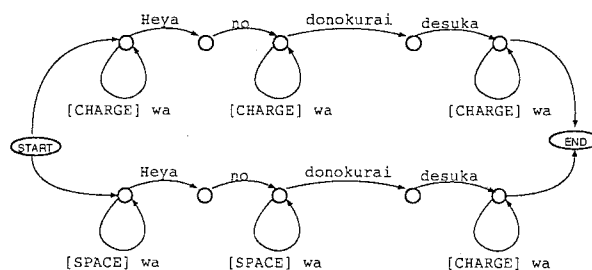 Heya no donokurai desuka
[CHARGE] wa [CHARGE] wa [CHARGE] wa
START END
Heya no donokurai desuka
[SPACE] wa [SPACE] wa [CHARGE] wa